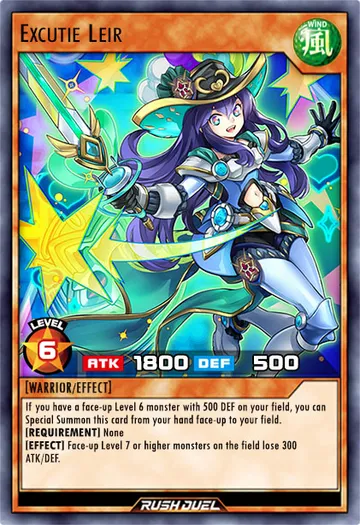 Excutie Leir
WIND
風
LEVEL
6
ATK 1800 DEF 500
[WARRIOR/EFFECT]
If you have a face-up Level 6 monster with 500 DEF on your field, you can
Special Summon this card from your hand face-up to your field.
[REQUIREMENT] None
[EFFECT] Face-up Level 7 or higher monsters on the field lose 300
ATK/DEF.
RUSH DUEL